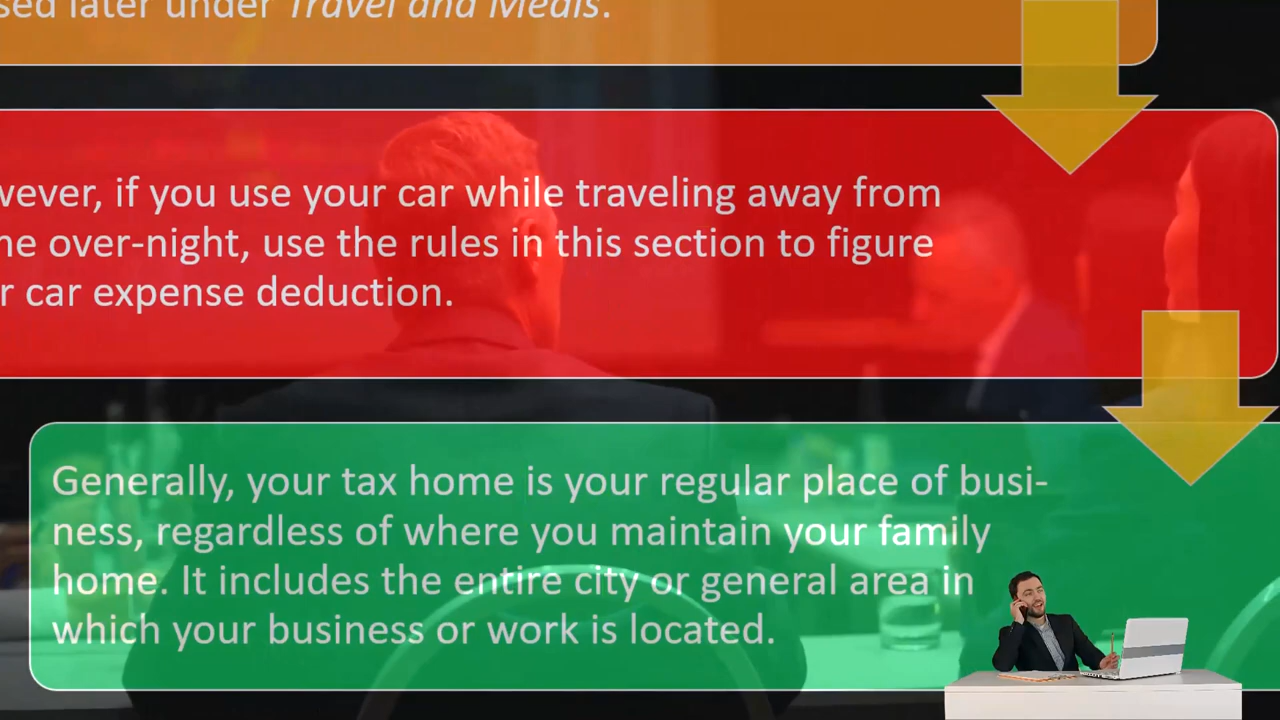 sed later under Travel and Meals.
wever, if you use your car while traveling away from
me over-night, use the rules in this section to figure
r car expense deduction.
Generally, your tax home is your regular place of busi-
ness, regardless of where you maintain your family
home. It includes the entire city or general area in
which your business or work is located.